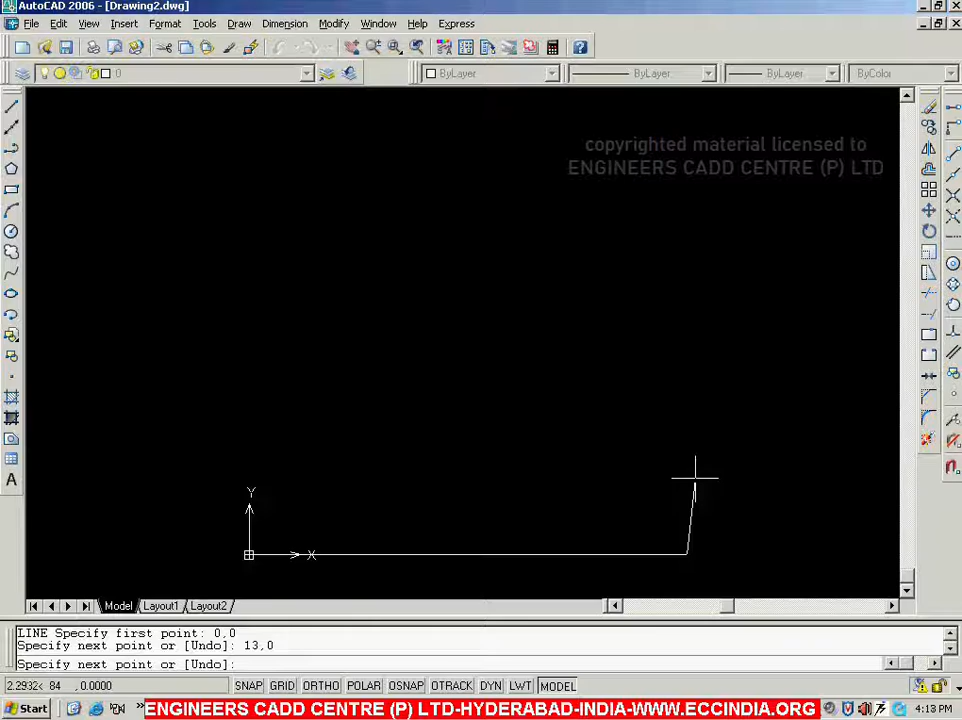 AutoCAD 2006 - [Drawing2.dwg]
File Edit View Insert Format Tools Draw Dimension Modify Window Help Express
0 ByLayer ByLayer ByLayer ByColor
copyrighted material licensed to
ENGINEERS CADD CENTRE (P) LTD
A
Y
X
Model Layout1 Layout2
LINE Specify first point: 0,0
Specify next point or [Undo]: 13,0
Specify next point or [Undo]:
2.2932< 84 ,0.0000 SNAP GRID ORTHO POLAR OSNAP OTRACK DYN LWT MODEL
Start » ENGINEERS CADD CENTRE (P) LTD-HYDERABAD-INDIA-WWW.ECCINDIA.ORG 4:13 PM